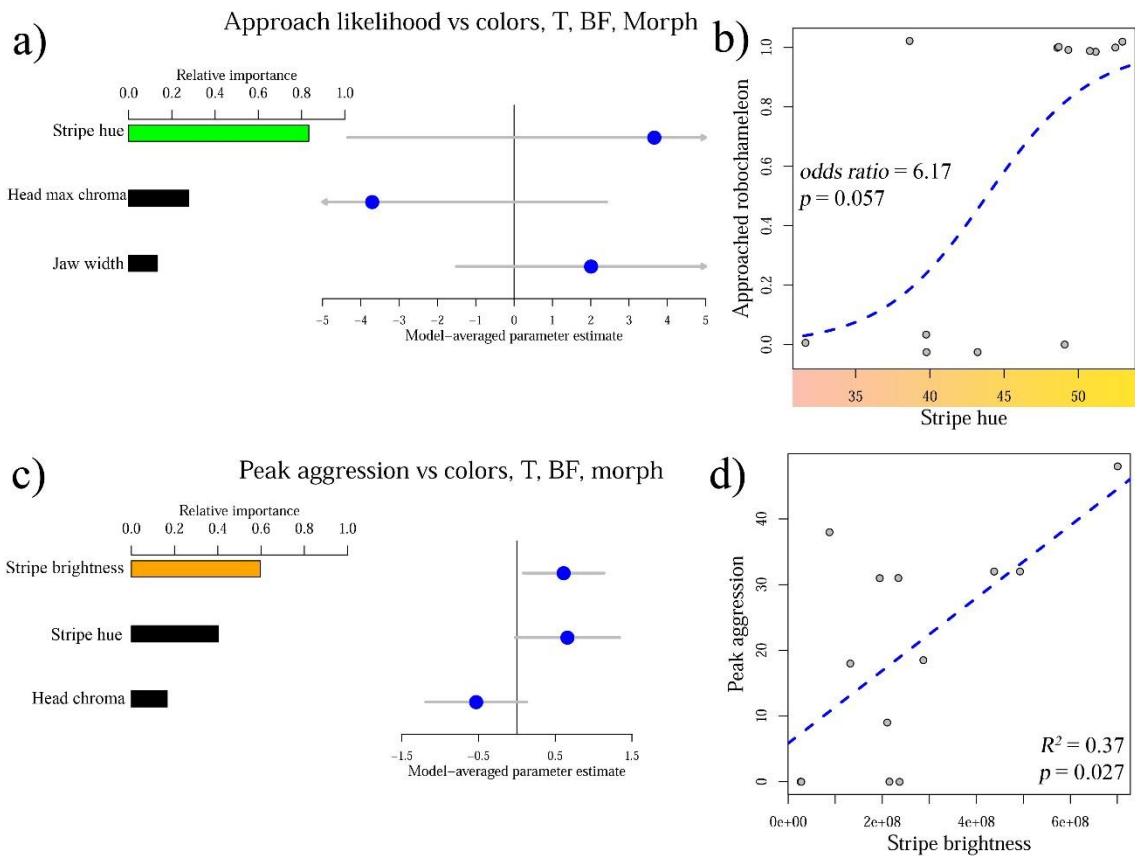 a)
Approach likelihood vs colors, T, BF, Morph
Relative importance
0.0 0.2 0.4 0.6 0.8 1.0
Stripe hue
Head max chroma
Jaw width
-5 -4 -3 -2 -1 0 1 2 3 4 5
Model-averaged parameter estimate
b)
Approached robochameleon
1.0
0.8
0.6
0.4
0.2
0.0
odds ratio = 6.17
p = 0.057
35 40 45 50
Stripe hue
c)
Peak aggression vs colors, T, BF, morph
Relative importance
0.0 0.2 0.4 0.6 0.8 1.0
Stripe brightness
Stripe hue
Head chroma
-1.5 -0.5 0.5 1.5
Model-averaged parameter estimate
d)
Peak aggression
40
30
20
10
0
R² = 0.37
p = 0.027
0e+00 2e+08 4e+08 6e+08
Stripe brightness